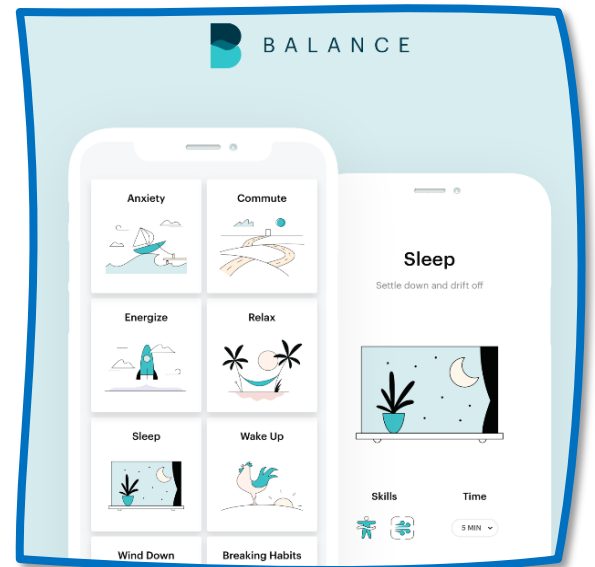 BALANCE
Anxiety
Commute
Energize
Relax
Sleep
Wake Up
Wind Down
Breaking Habits
Sleep
Settle down and drift off
Skills
Time
5 MIN